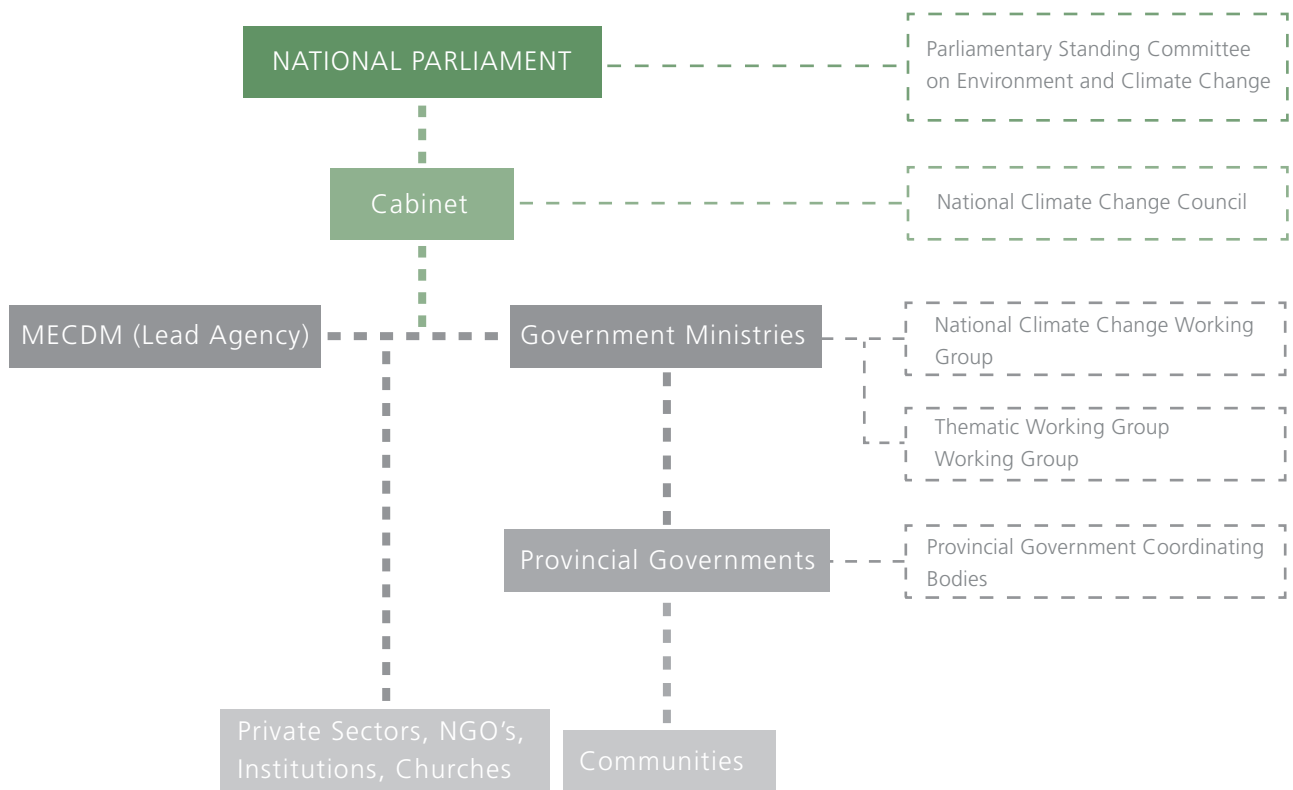 NATIONAL PARLIAMENT
Parliamentary Standing Committee
on Environment and Climate Change
Cabinet
National Climate Change Council
MECDM (Lead Agency)
Government Ministries
National Climate Change Working
Group
Thematic Working Group
Working Group
Provincial Governments
Provincial Government Coordinating
Bodies
Private Sectors, NGO's,
Institutions, Churches
Communities